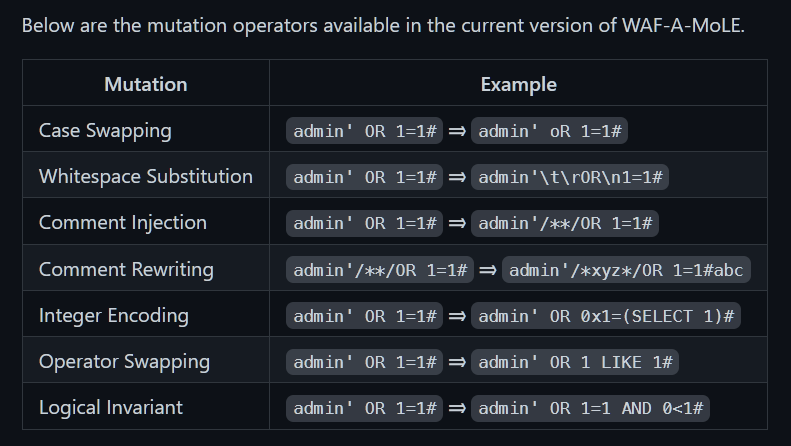 Below are the mutation operators available in the current version of WAF-A-MoLE.
Mutation Example
Case Swapping admin' OR 1=1# ⇒ admin' oR 1=1#
Whitespace Substitution admin' OR 1=1# ⇒ admin'\t\rOR\n1=1#
Comment Injection admin' OR 1=1# ⇒ admin'/**/OR 1=1#
Comment Rewriting admin'/**/OR 1=1# ⇒ admin'/*xyz*/OR 1=1#abc
Integer Encoding admin' OR 1=1# ⇒ admin' OR 0x1=(SELECT 1)#
Operator Swapping admin' OR 1=1# ⇒ admin' OR 1 LIKE 1#
Logical Invariant admin' OR 1=1# ⇒ admin' OR 1=1 AND 0<1#